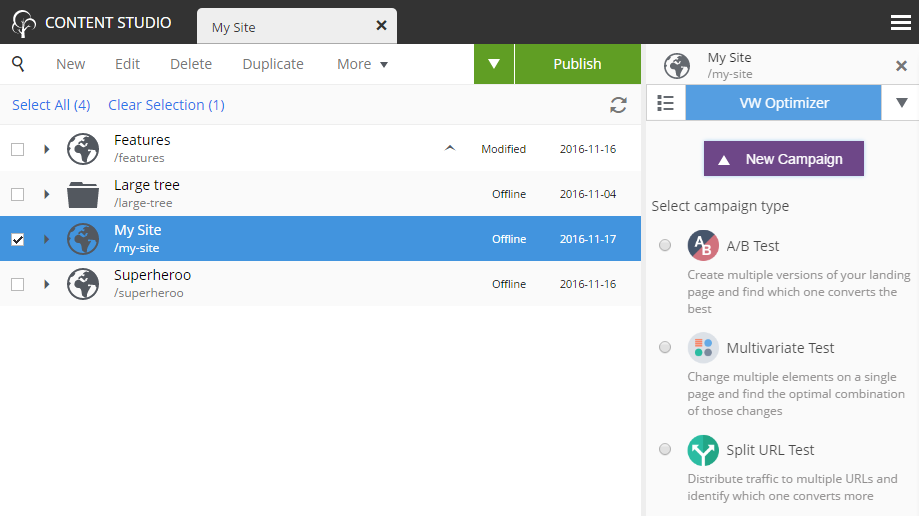 CONTENT STUDIO
My Site
New Edit Delete Duplicate More Publish
Select All (4) Clear Selection (1)
Features
/features
Modified 2016-11-16
Large tree
/large-tree
Offline 2016-11-04
My Site
/my-site
Offline 2016-11-17
Superheroo
/superheroo
Offline 2016-11-16
My Site
/my-site
VW Optimizer
New Campaign
Select campaign type
A/B Test
Create multiple versions of your landing
page and find which one converts the
best
Multivariate Test
Change multiple elements on a single
page and find the optimal combination
of those changes
Split URL Test
Distribute traffic to multiple URLs and
identify which one converts more